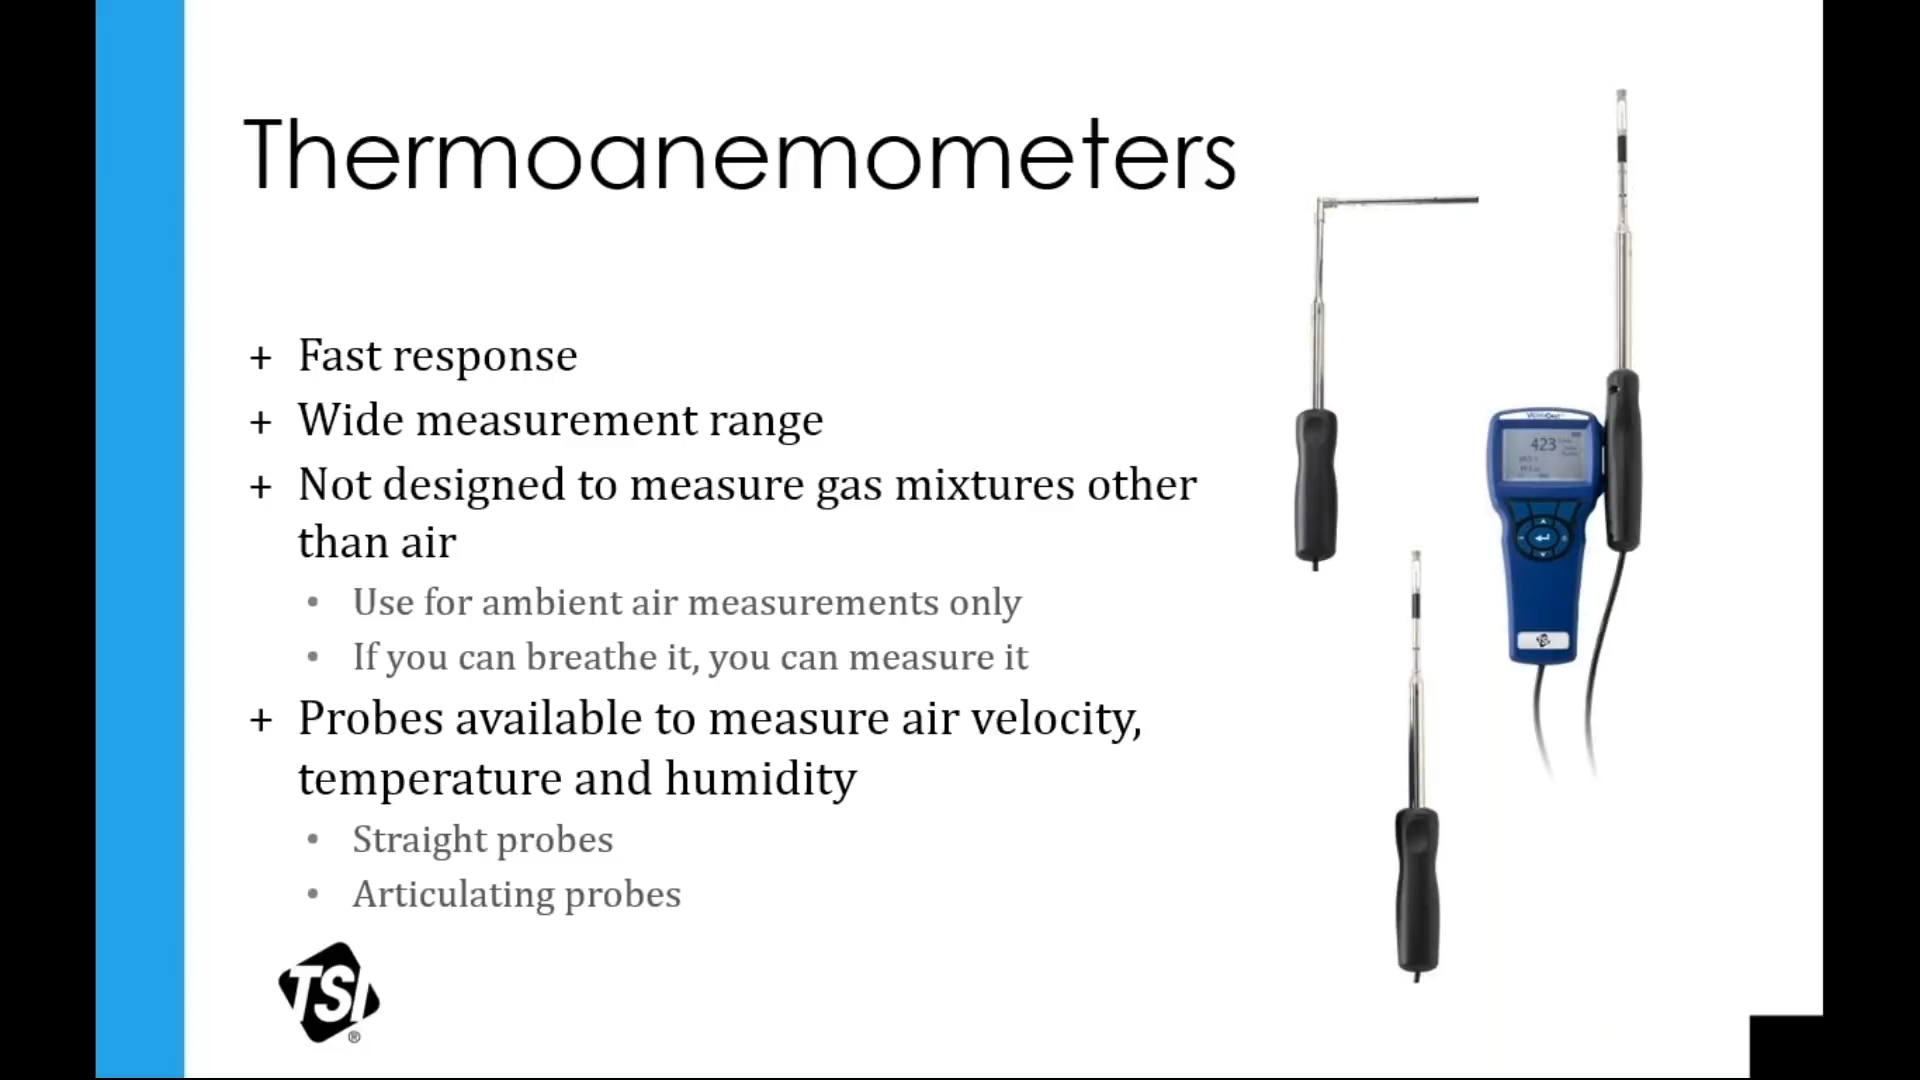 Thermoanemometers
+ Fast response
+ Wide measurement range
+ Not designed to measure gas mixtures other
than air
• Use for ambient air measurements only
• If you can breathe it, you can measure it
+ Probes available to measure air velocity,
temperature and humidity
• Straight probes
• Articulating probes
TSI
®
423